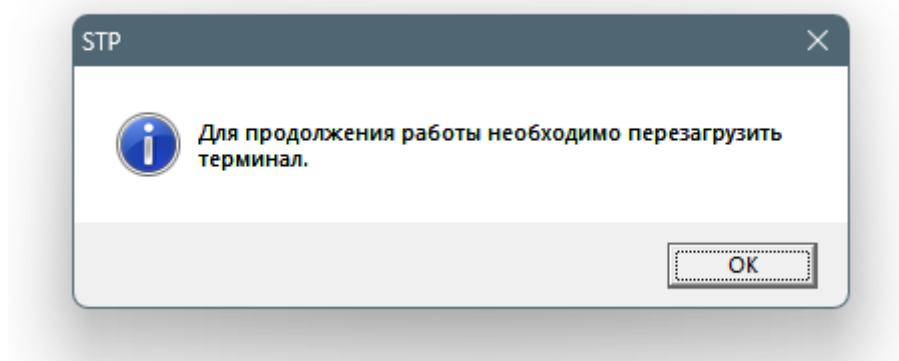 STP
Для продолжения работы необходимо перезагрузить
терминал.
OK